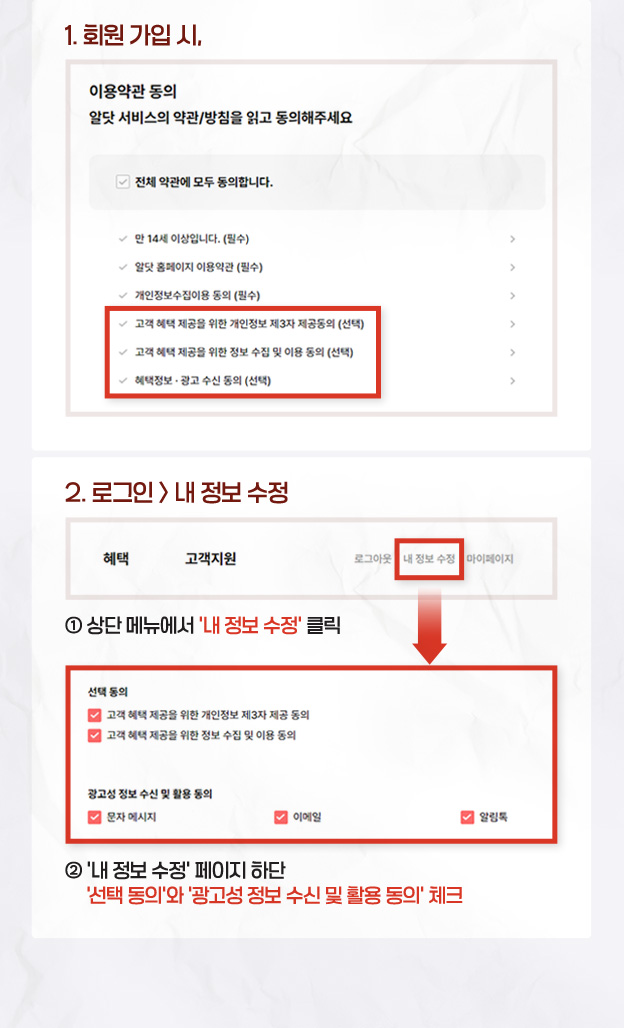 1. 회원 가입 시,
이용약관 동의
알닷 서비스의 약관/방침을 읽고 동의해주세요
전체 약관에 모두 동의합니다.
만 14세 이상입니다. (필수)
알닷 홈페이지 이용약관 (필수)
개인정보수집이용 동의 (필수)
고객 혜택 제공을 위한 개인정보 제3자 제공동의 (선택)
고객 혜택 제공을 위한 정보 수집 및 이용 동의 (선택)
혜택정보 · 광고 수신 동의 (선택)
2. 로그인 > 내 정보 수정
혜택 고객지원 로그아웃 내 정보 수정 마이페이지
① 상단 메뉴에서 '내 정보 수정' 클릭
선택 동의
고객 혜택 제공을 위한 개인정보 제3자 제공 동의
고객 혜택 제공을 위한 정보 수집 및 이용 동의
광고성 정보 수신 및 활용 동의
문자 메시지 이메일 알림톡
② '내 정보 수정' 페이지 하단
'선택 동의'와 '광고성 정보 수신 및 활용 동의' 체크